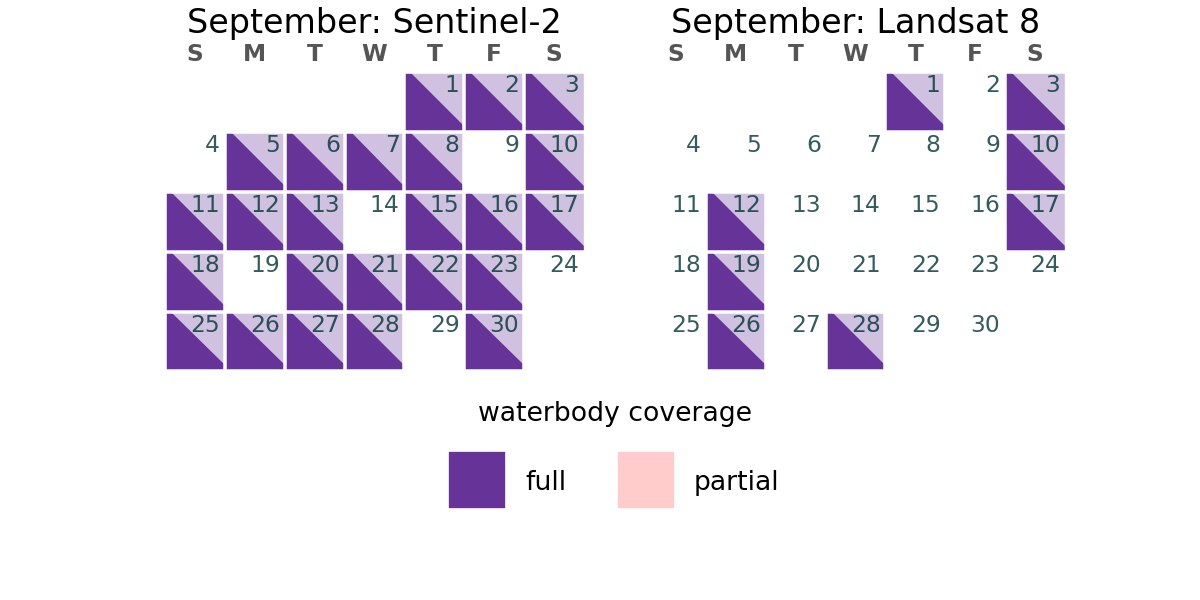 September: Sentinel-2
S M T W T F S
1 2 3
4 5 6 7 8 9 10
11 12 13 14 15 16 17
18 19 20 21 22 23 24
25 26 27 28 29 30
September: Landsat 8
S M T W T F S
1 2 3
4 5 6 7 8 9 10
11 12 13 14 15 16 17
18 19 20 21 22 23 24
25 26 27 28 29 30
waterbody coverage
full partial